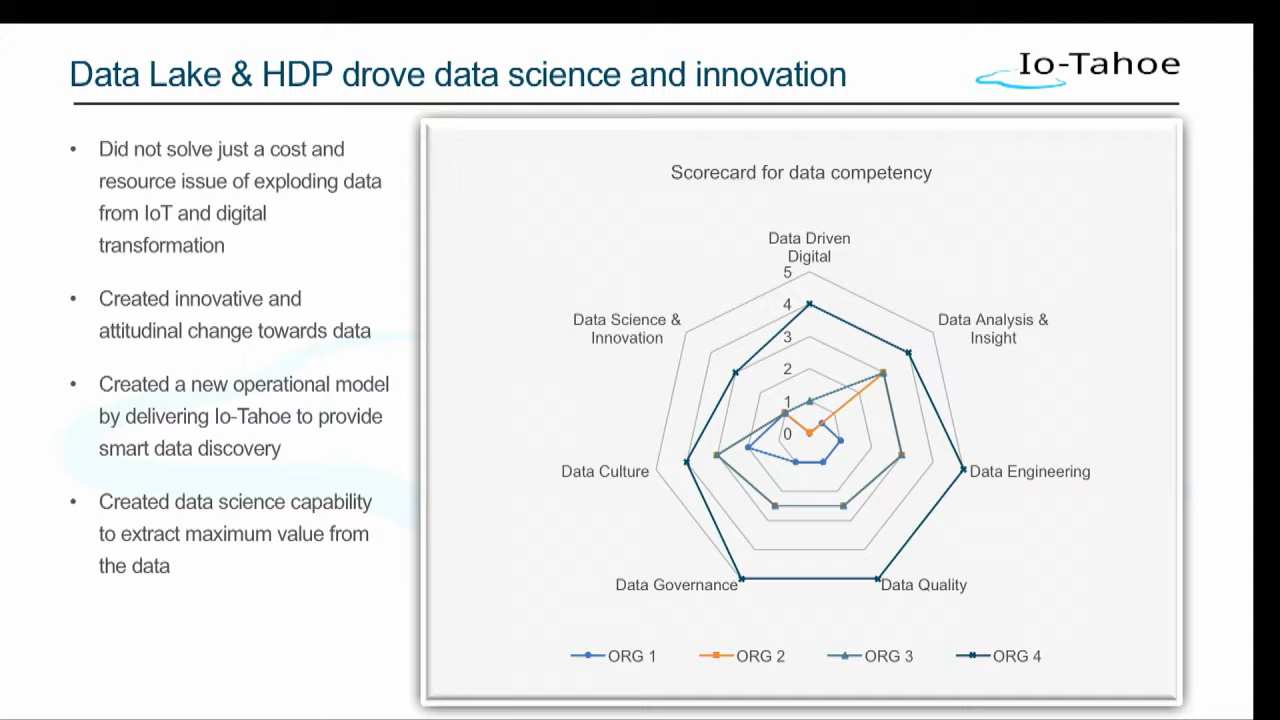 Data Lake & HDP drove data science and innovation
Io-Tahoe
• Did not solve just a cost and
resource issue of exploding data
from IoT and digital
transformation
• Created innovative and
attitudinal change towards data
• Created a new operational model
by delivering Io-Tahoe to provide
smart data discovery
• Created data science capability
to extract maximum value from
the data
Scorecard for data competency
Data Driven
Digital
5
4
3
2
1
0
Data Analysis &
Insight
Data Engineering
Data Quality
Data Governance
Data Culture
Data Science &
Innovation
ORG 1
ORG 2
ORG 3
ORG 4